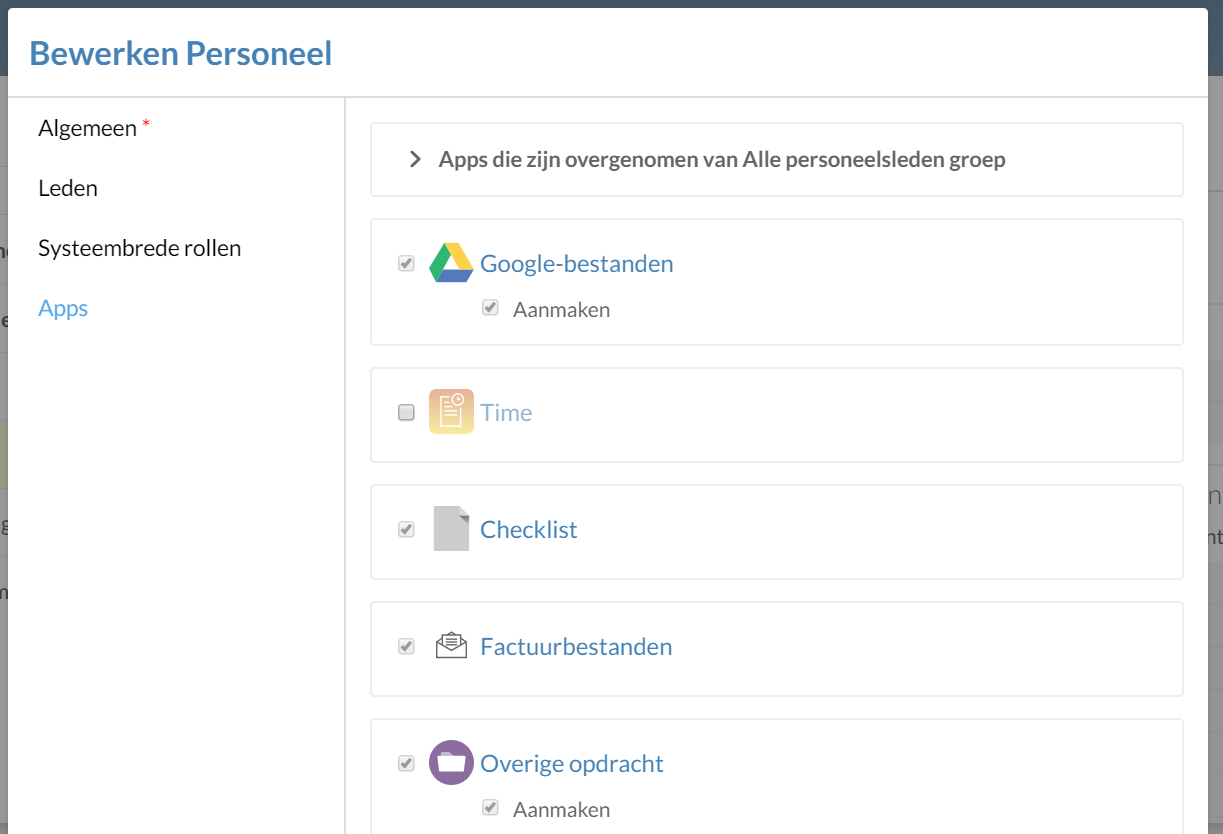 Bewerken Personeel
Algemeen *
Leden
Systeembrede rollen
Apps
Apps die zijn overgenomen van Alle personeelsleden groep
Google-bestanden
Aanmaken
Time
Checklist
Factuurbestanden
Overige opdracht
Aanmaken